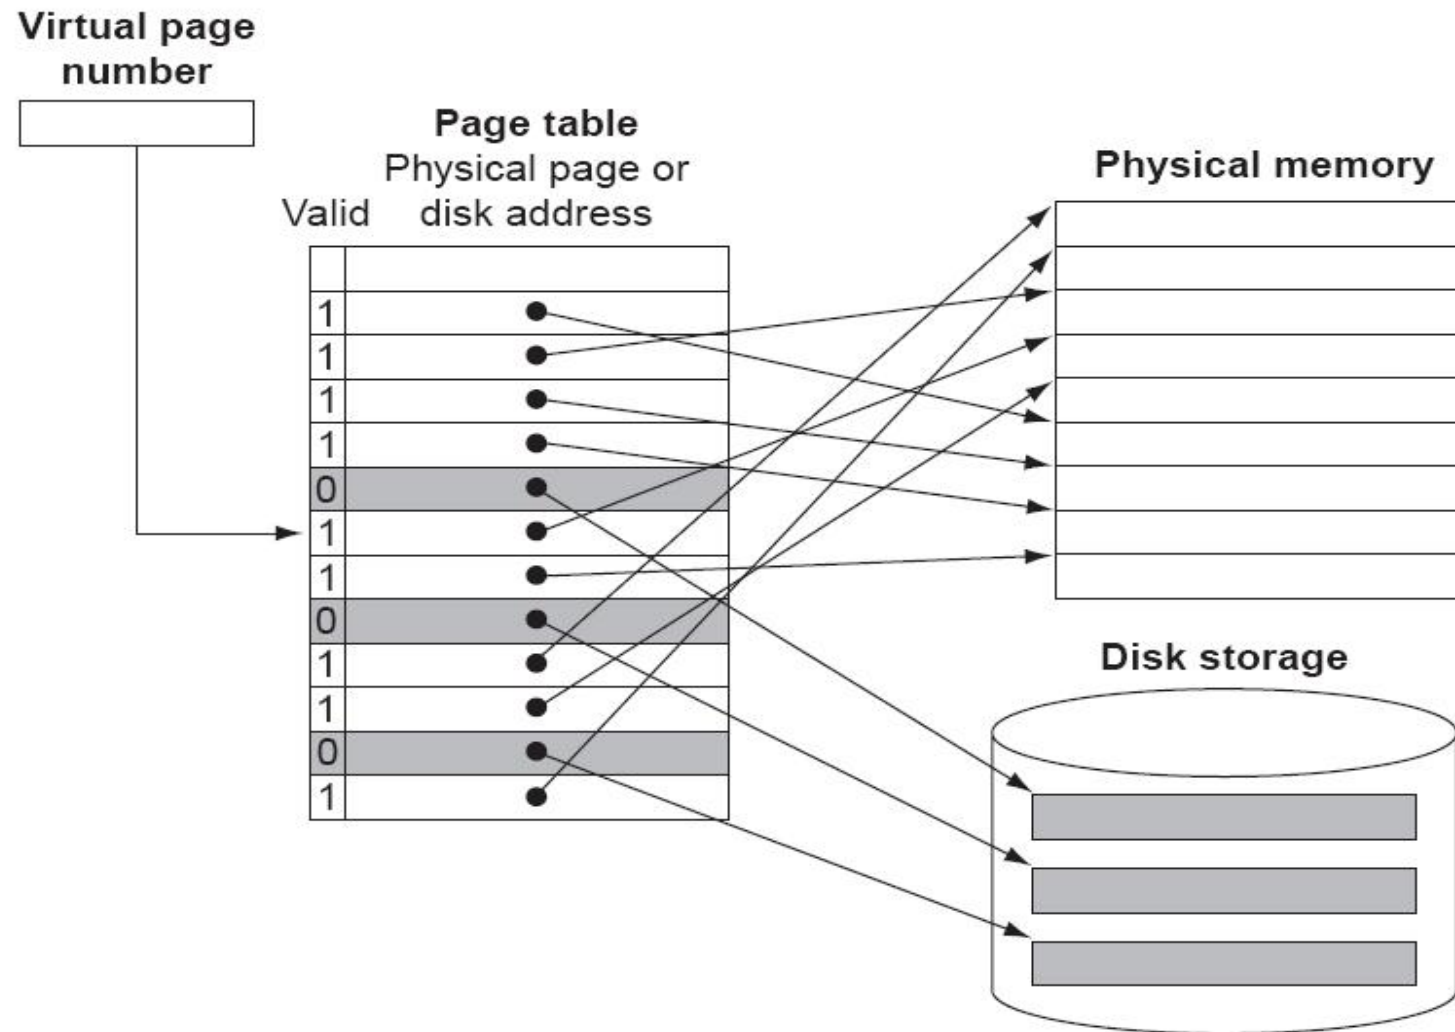 Virtual page
number
Page table
Physical page or
Valid disk address
Physical memory
1
1
1
1
0
1
1
0
1
1
0
1
Disk storage